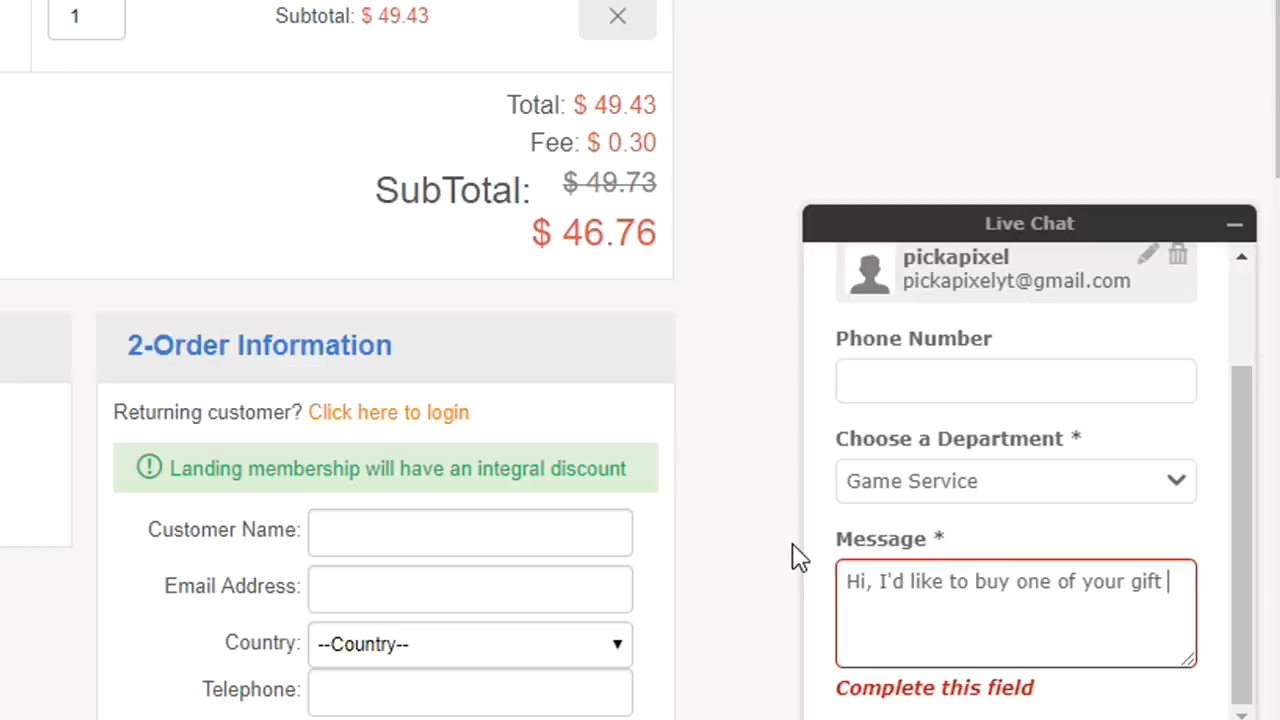 1
Subtotal: $ 49.43
Total: $ 49.43
Fee: $ 0.30
SubTotal: $ 49.73
$ 46.76
2-Order Information
Returning customer? Click here to login
Landing membership will have an integral discount
Customer Name:
Email Address:
Country: --Country--
Telephone:
Live Chat
pickapixel
pickapixelyt@gmail.com
Phone Number
Choose a Department *
Game Service
Message *
Hi, I'd like to buy one of your gift
Complete this field